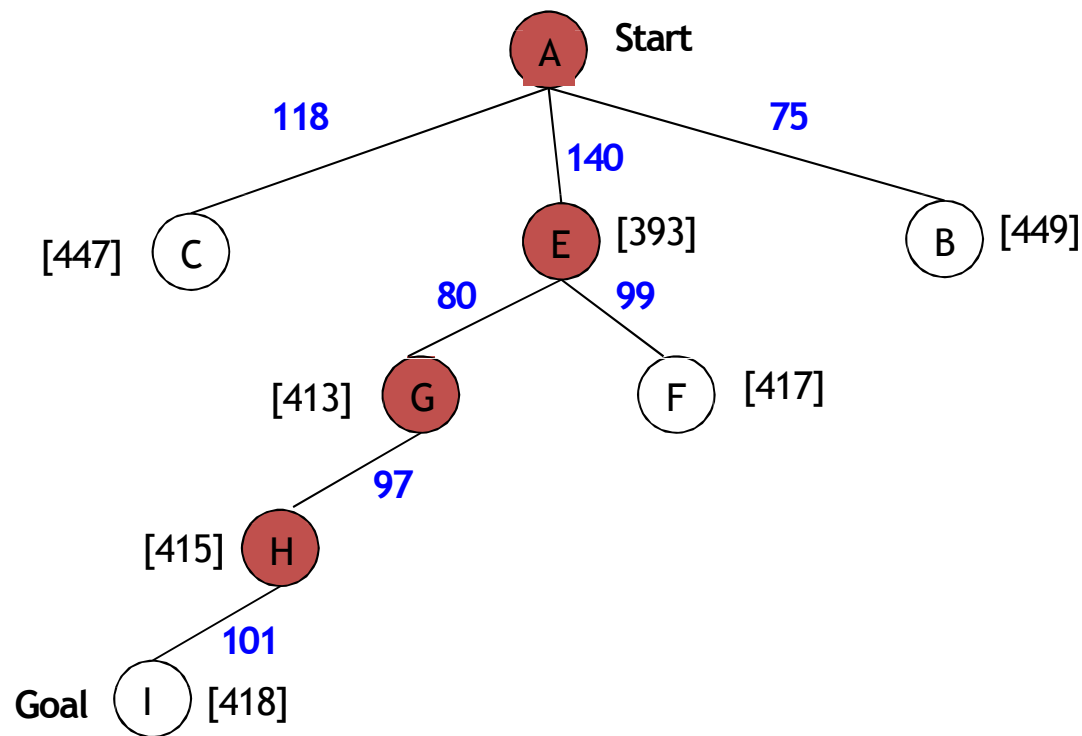 A Start
118
75
140
[447] C
E [393]
B [449]
80
99
[413] G
F [417]
97
[415] H
101
Goal I [418]